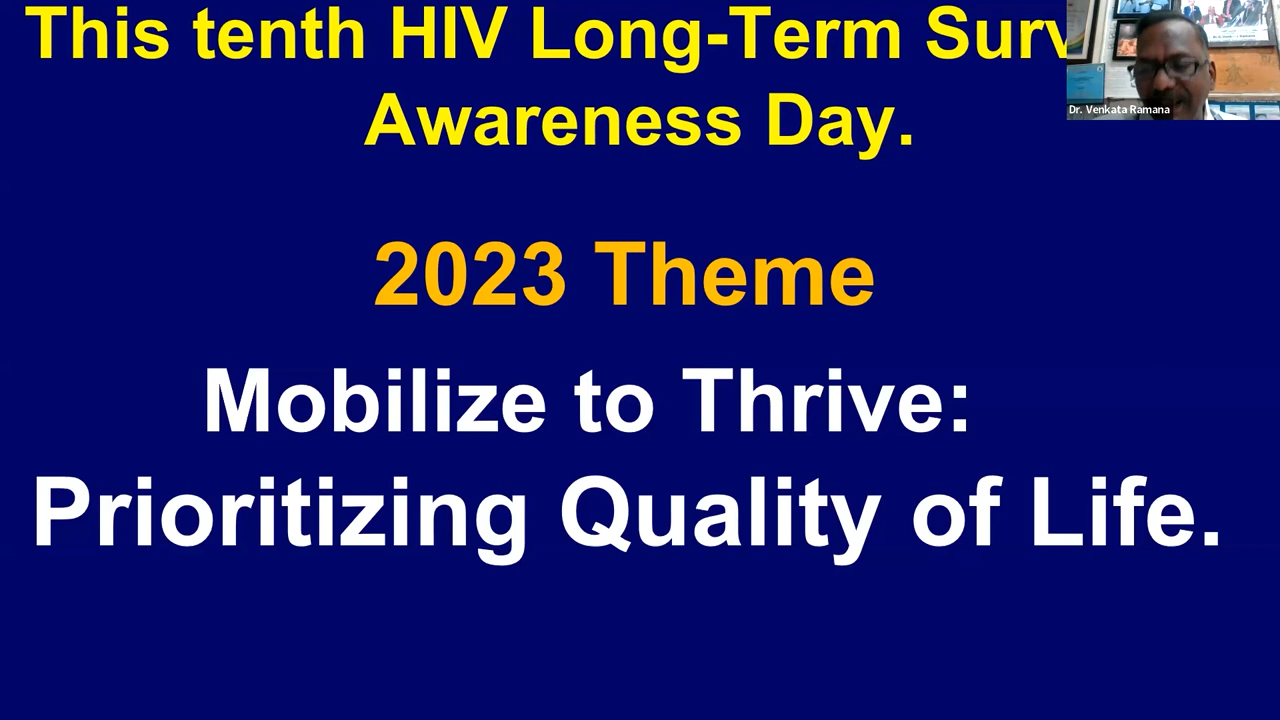 This tenth HIV Long-Term Surv
Awareness Day.
Dr. Venkata Ramana
2023 Theme
Mobilize to Thrive:
Prioritizing Quality of Life.